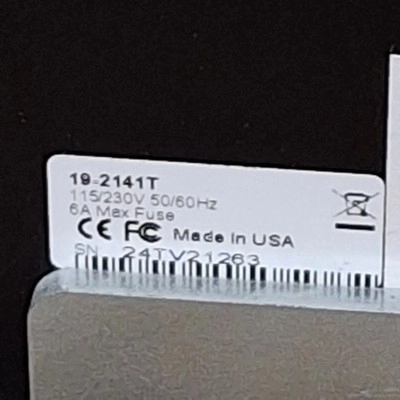 19-2141T
115/230V 50/60Hz
6A Max Fuse
CE FC Made in USA
SN 24TV21263